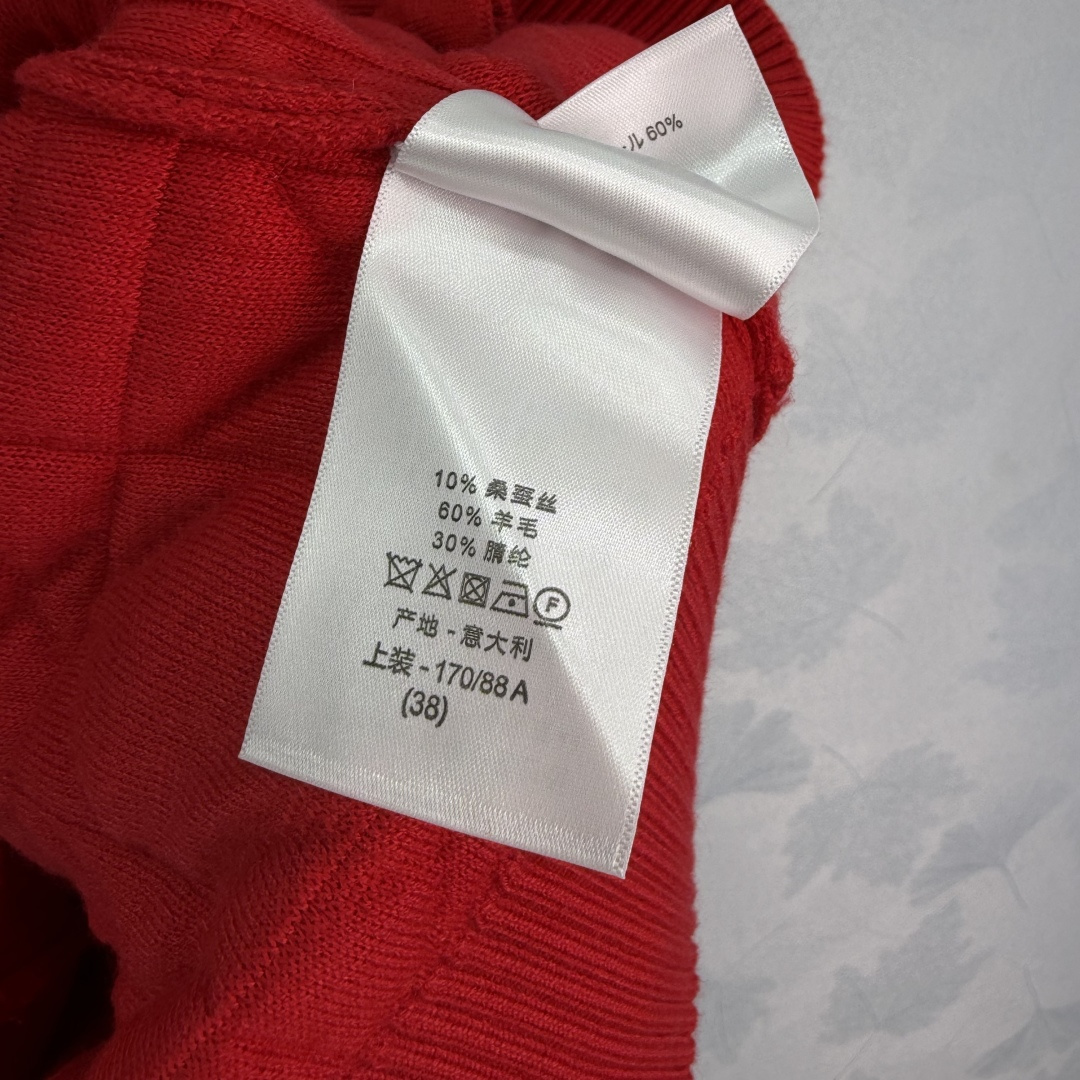 ル 60%
10% 桑蚕丝
60% 羊毛
30% 腈纶
F
产地 - 意大利
上装 - 170/88 A
(38)